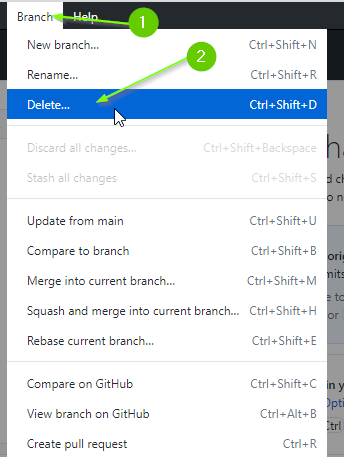 Branch Help
1
2
New branch... Ctrl+Shift+N
Rename... Ctrl+Shift+R
Delete... Ctrl+Shift+D
Discard all changes... Ctrl+Shift+Backspace
Stash all changes Ctrl+Shift+S
Update from main Ctrl+Shift+U
Compare to branch Ctrl+Shift+B
Merge into current branch... Ctrl+Shift+M
Squash and merge into current branch... Ctrl+Shift+H
Rebase current branch... Ctrl+Shift+E
Compare on GitHub Ctrl+Shift+C
View branch on GitHub Ctrl+Alt+B
Create pull request Ctrl+R